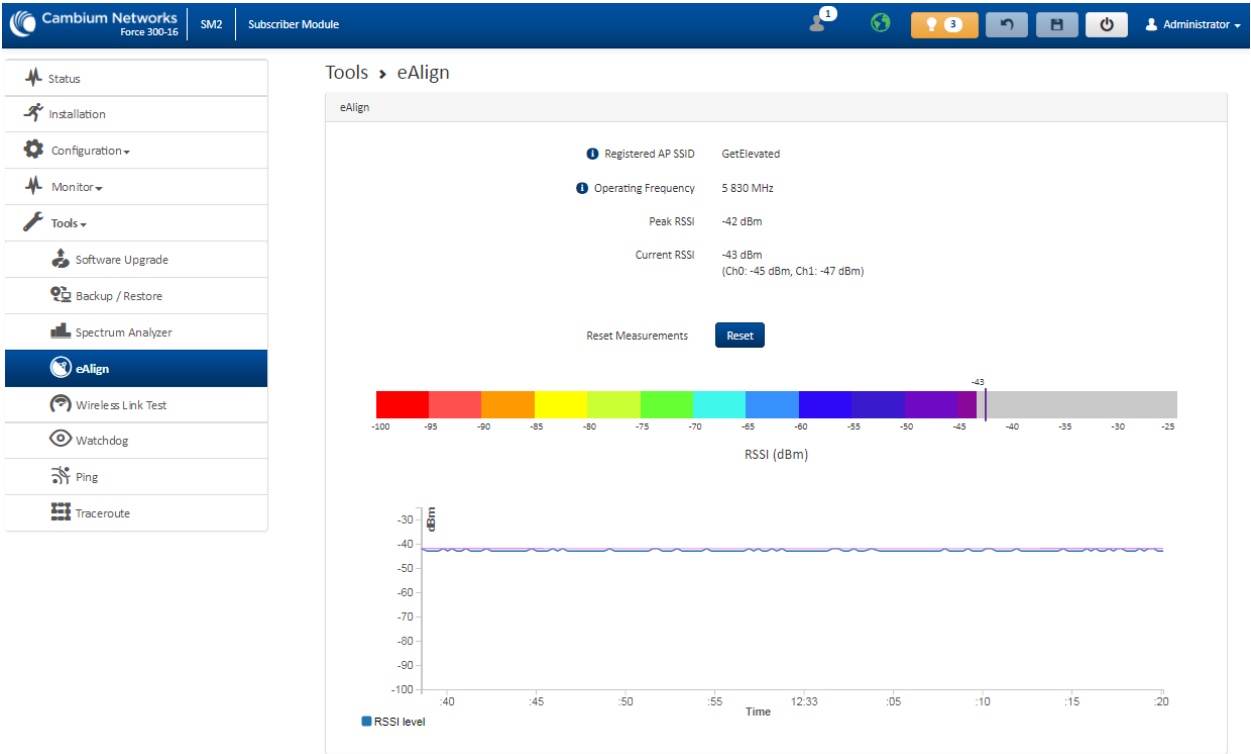 Cambium Networks
Force 300-16
SM2
Subscriber Module
1
3
Administrator
Status
Installation
Configuration
Monitor
Tools
Software Upgrade
Backup / Restore
Spectrum Analyzer
eAlign
Wireless Link Test
Watchdog
Ping
Traceroute
Tools > eAlign
eAlign
Registered AP SSID GetElevated
Operating Frequency 5 830 MHz
Peak RSSI -42 dBm
Current RSSI -43 dBm
(Ch0: -45 dBm, Ch1: -47 dBm)
Reset Measurements Reset
-43
-100 -95 -90 -85 -80 -75 -70 -65 -60 -55 -50 -45 -40 -35 -30 -25
RSSI (dBm)
dBm
-30
-40
-50
-60
-70
-80
-90
-100
:40 :45 :50 :55 12:33 :05 :10 :15 :20
Time
RSSI level